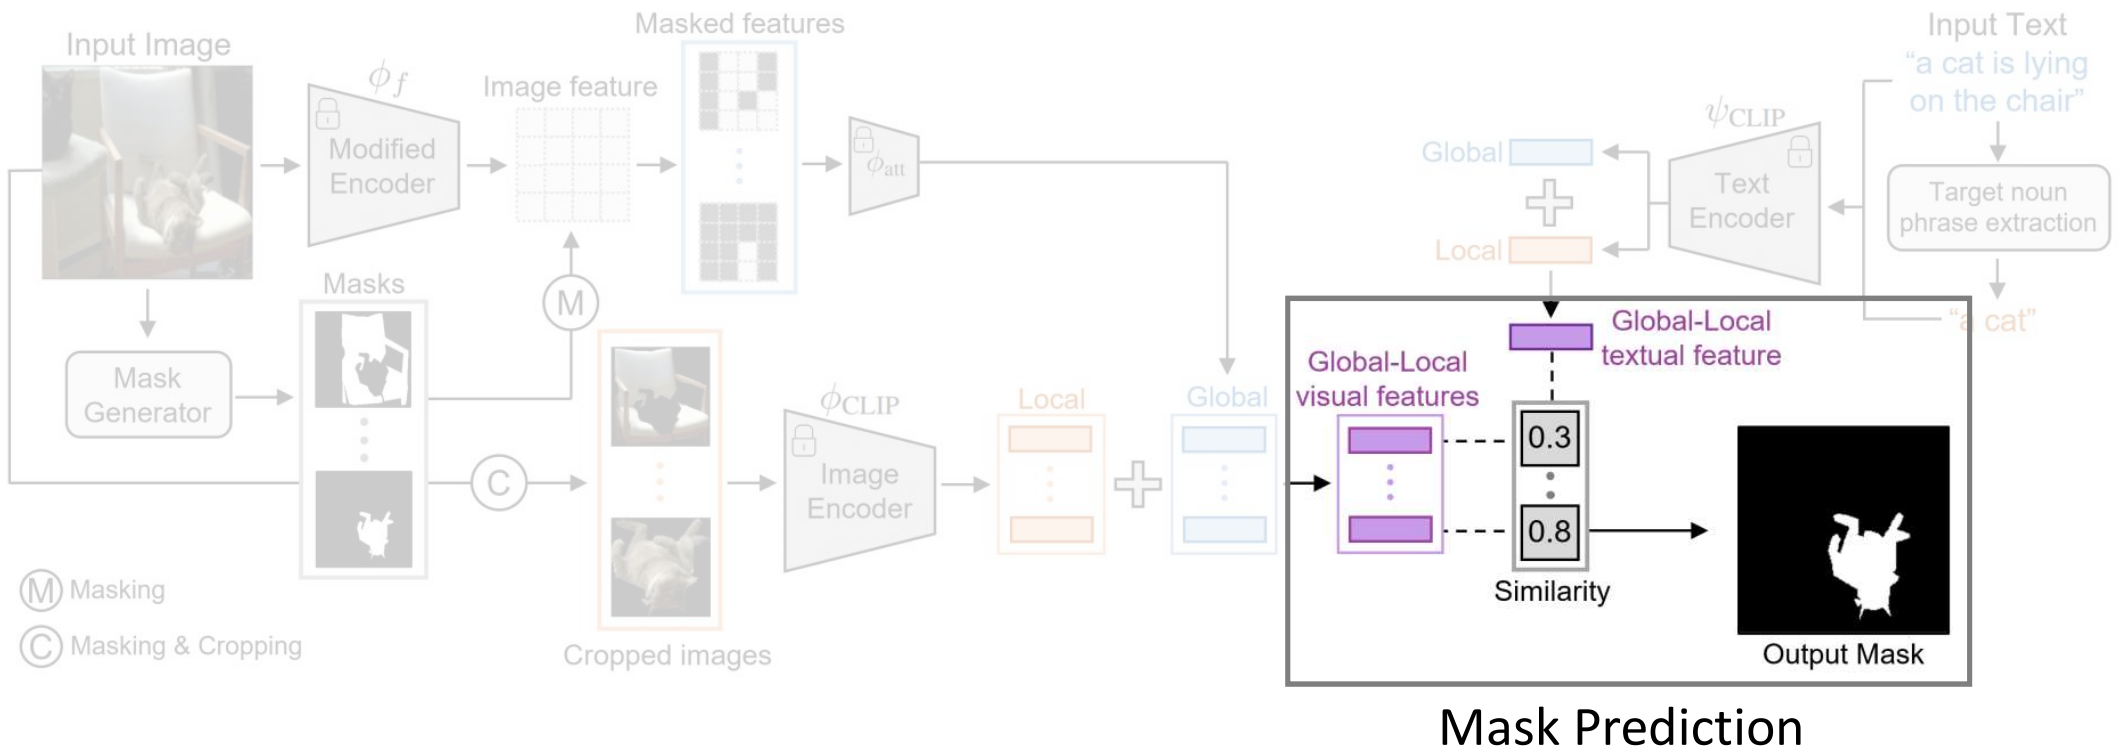 Input Image
ϕf
Modified
Encoder
Image feature
Masked features
ϕatt
Mask
Generator
Masks
M
C
M Masking
C Masking & Cropping
Cropped images
ϕCLIP
Image
Encoder
Local
Global
Input Text
“a cat is lying
on the chair”
Target noun
phrase extraction
“a cat”
ψCLIP
Text
Encoder
Global
Local
Global-Local
textual feature
Global-Local
visual features
0.3
0.8
Similarity
Output Mask
Mask Prediction